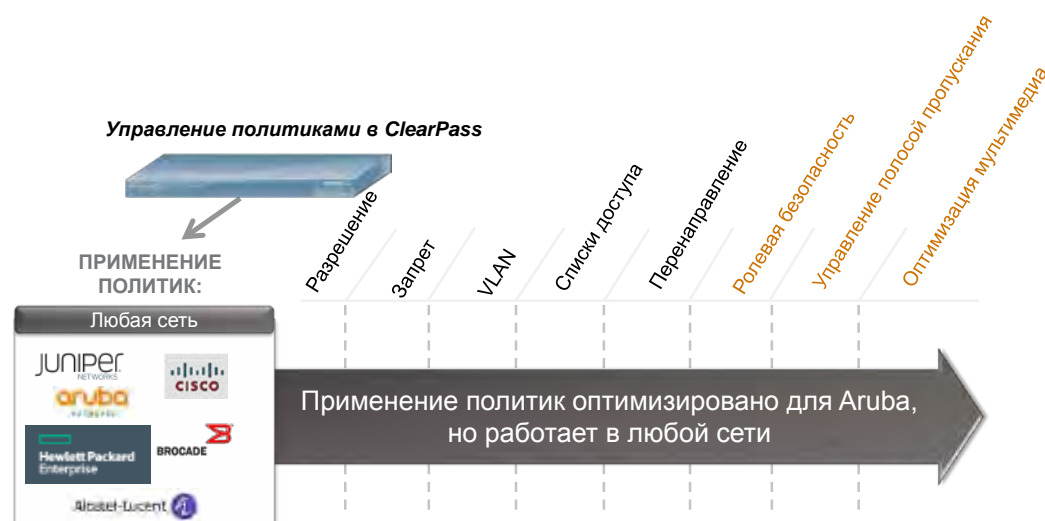 Управление политиками в ClearPass
ПРИМЕНЕНИЕ
ПОЛИТИК:
Разрешение
Запрет
VLAN
Списки доступа
Перенаправление
Ролевая безопасность
Управление полосой пропускания
Оптимизация мультимедиа
Любая сеть
JUNIPER
NETWORKS
CISCO
aruba
NETWORKS
Hewlett Packard
Enterprise
BROCADE
Alcatel-Lucent
Применение политик оптимизировано для Aruba,
но работает в любой сети